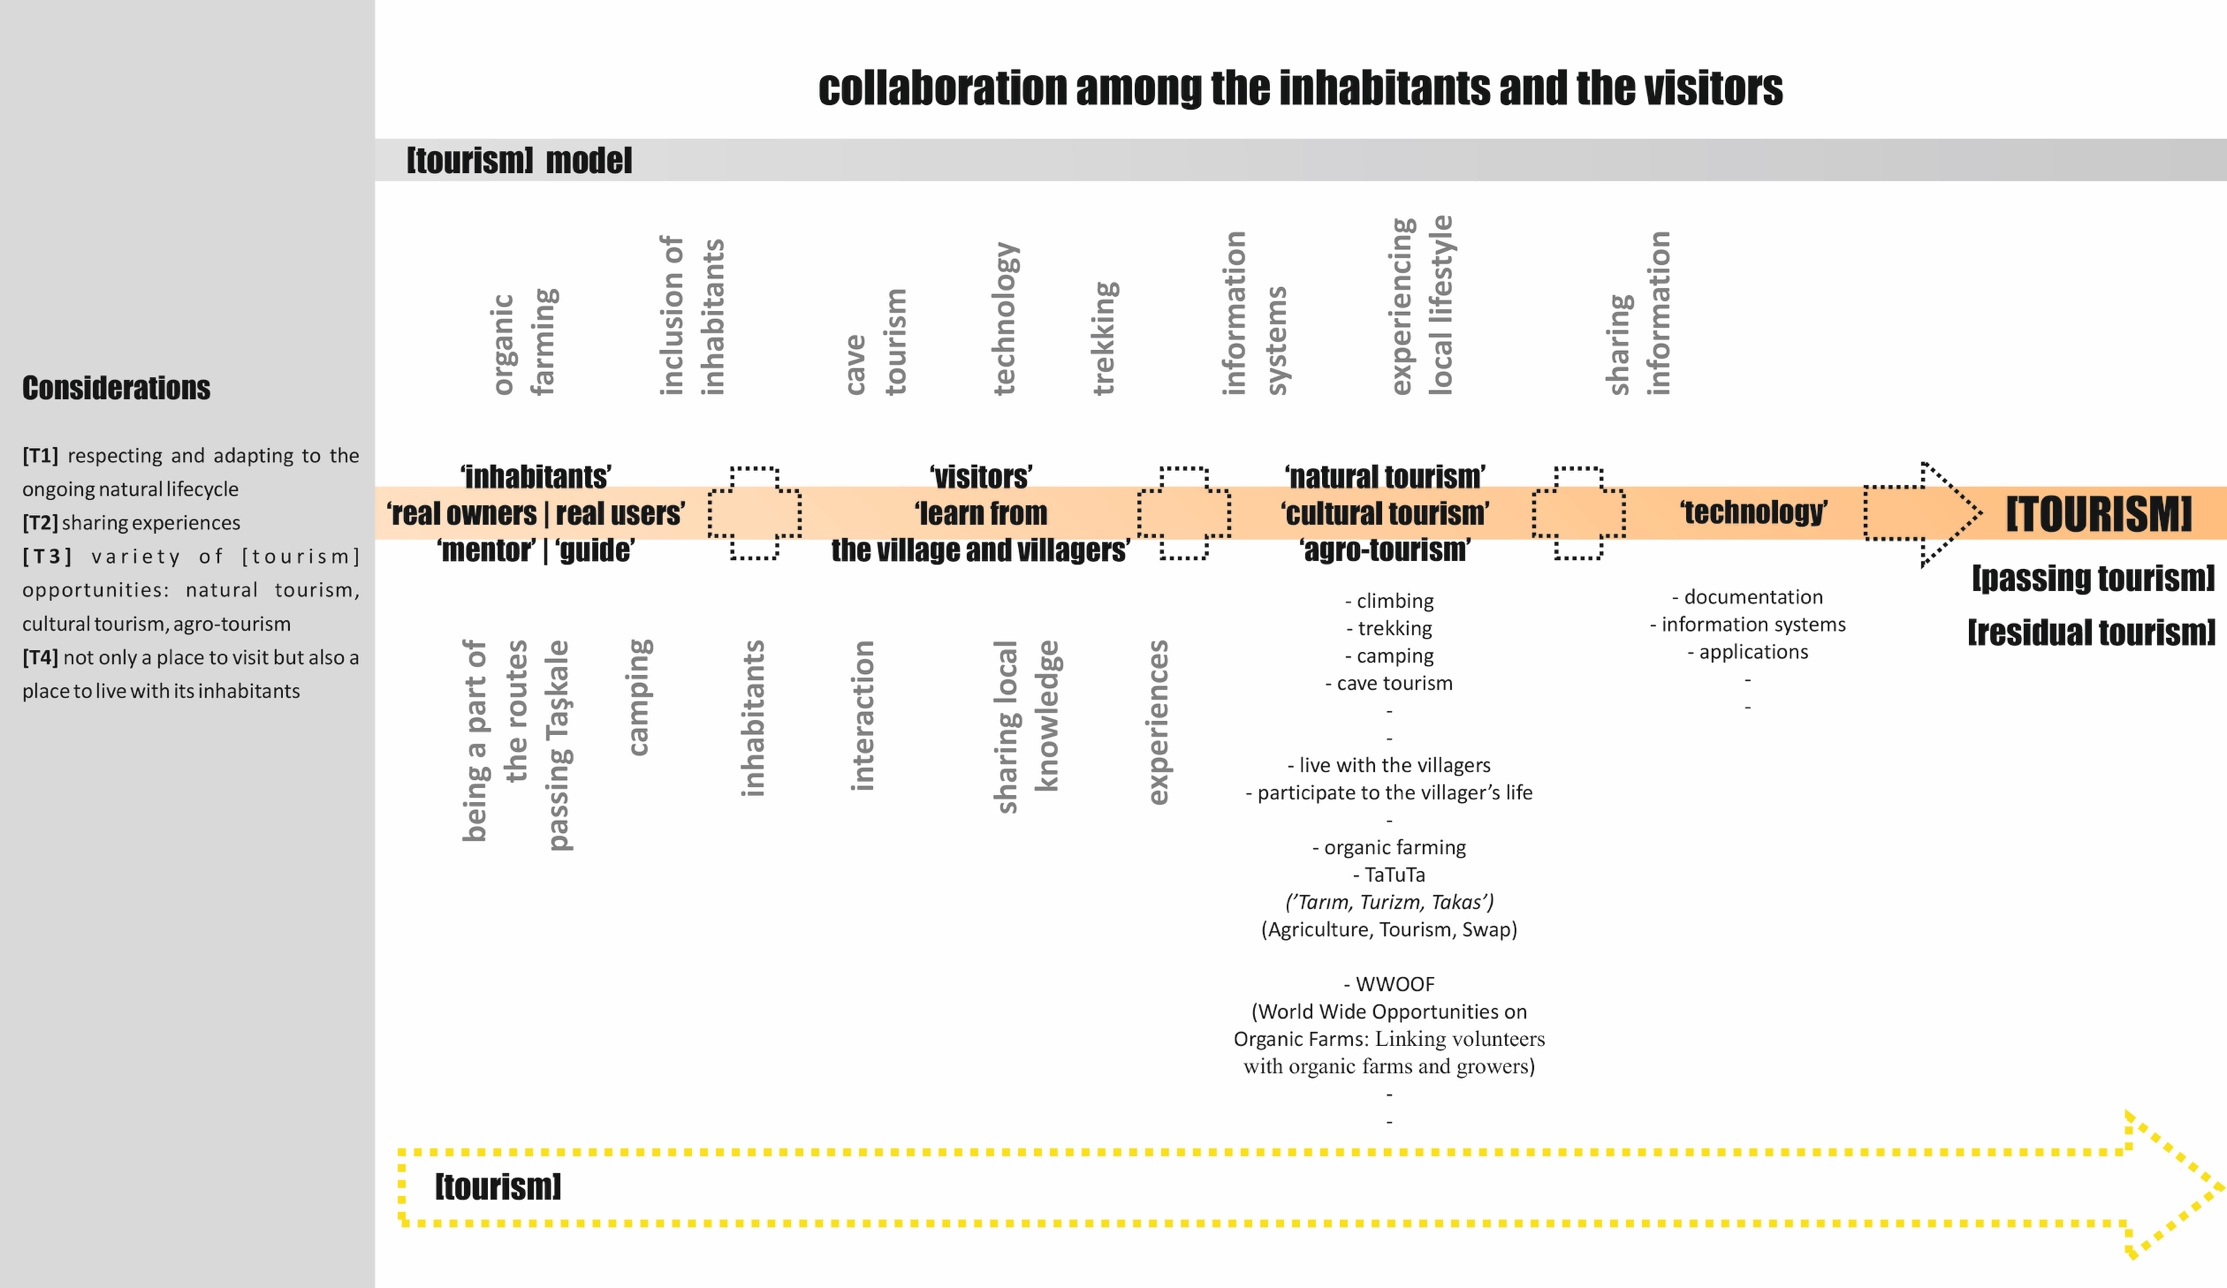 collaboration among the inhabitants and the visitors
[tourism] model
Considerations
[T1] respecting and adapting to the
ongoing natural lifecycle
[T2] sharing experiences
[T3] variety of [tourism]
opportunities: natural tourism,
cultural tourism, agro-tourism
[T4] not only a place to visit but also a
place to live with its inhabitants
organic
farming
inclusion of
inhabitants
cave
tourism
technology
trekking
information
systems
experiencing
local lifestyle
sharing
information
‘inhabitants’
‘real owners | real users’
‘mentor’ | ‘guide’
‘visitors’
‘learn from
the village and villagers’
‘natural tourism’
‘cultural tourism’
‘agro-tourism’
‘technology’
[TOURISM]
[passing tourism]
[residual tourism]
being a part of
the routes
passing Taşkale
camping
inhabitants
interaction
sharing local
knowledge
experiences
- climbing
- trekking
- camping
- cave tourism
-
-
- live with the villagers
- participate to the villager’s life
-
- organic farming
- TaTuTa
(’Tarım, Turizm, Takas’)
(Agriculture, Tourism, Swap)
- WWOOF
(World Wide Opportunities on
Organic Farms: Linking volunteers
with organic farms and growers)
-
-
- documentation
- information systems
- applications
-
-
[tourism]